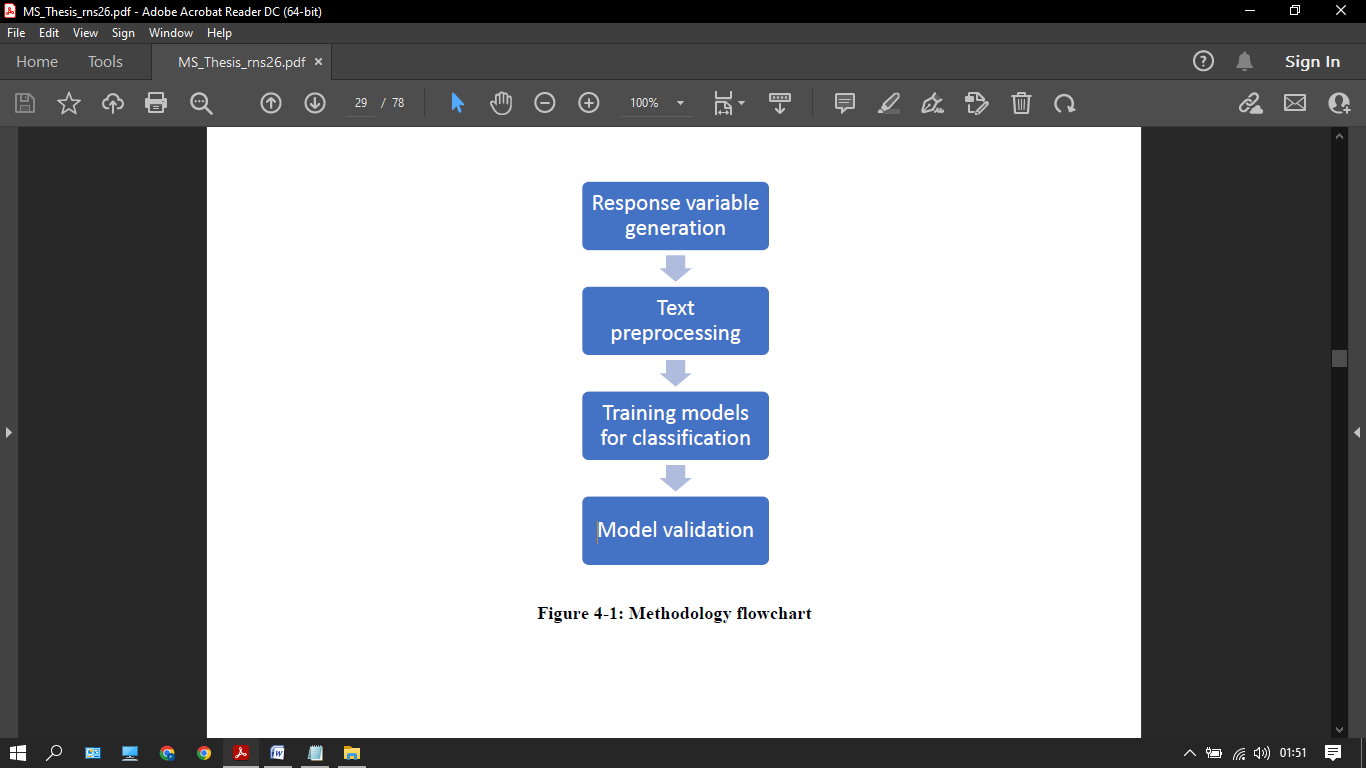 MS_Thesis_rns26.pdf - Adobe Acrobat Reader DC (64-bit)
File Edit View Sign Window Help
Home Tools MS_Thesis_rns26.pdf × Sign In
29 / 78 100%
Response variable
generation
Text
preprocessing
Training models
for classification
Model validation
Figure 4-1: Methodology flowchart
01:51